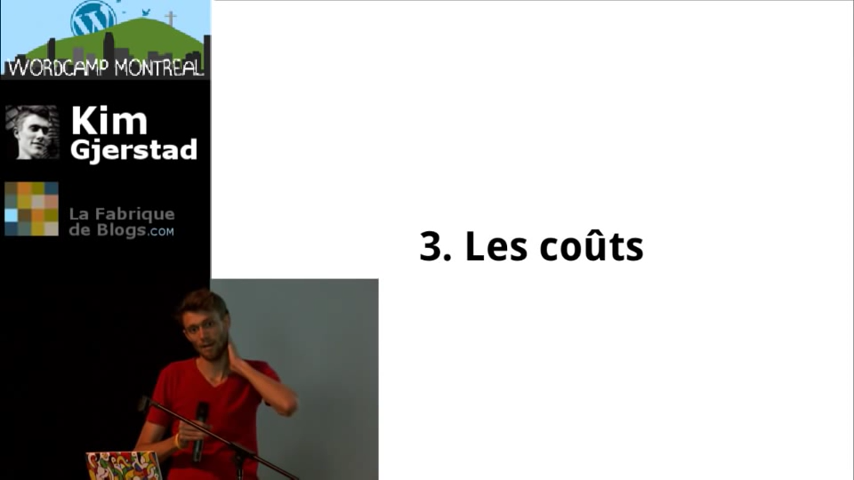 WORDCAMP MONTREAL
Kim
Gjerstad
La Fabrique
de Blogs.COM
3. Les coûts